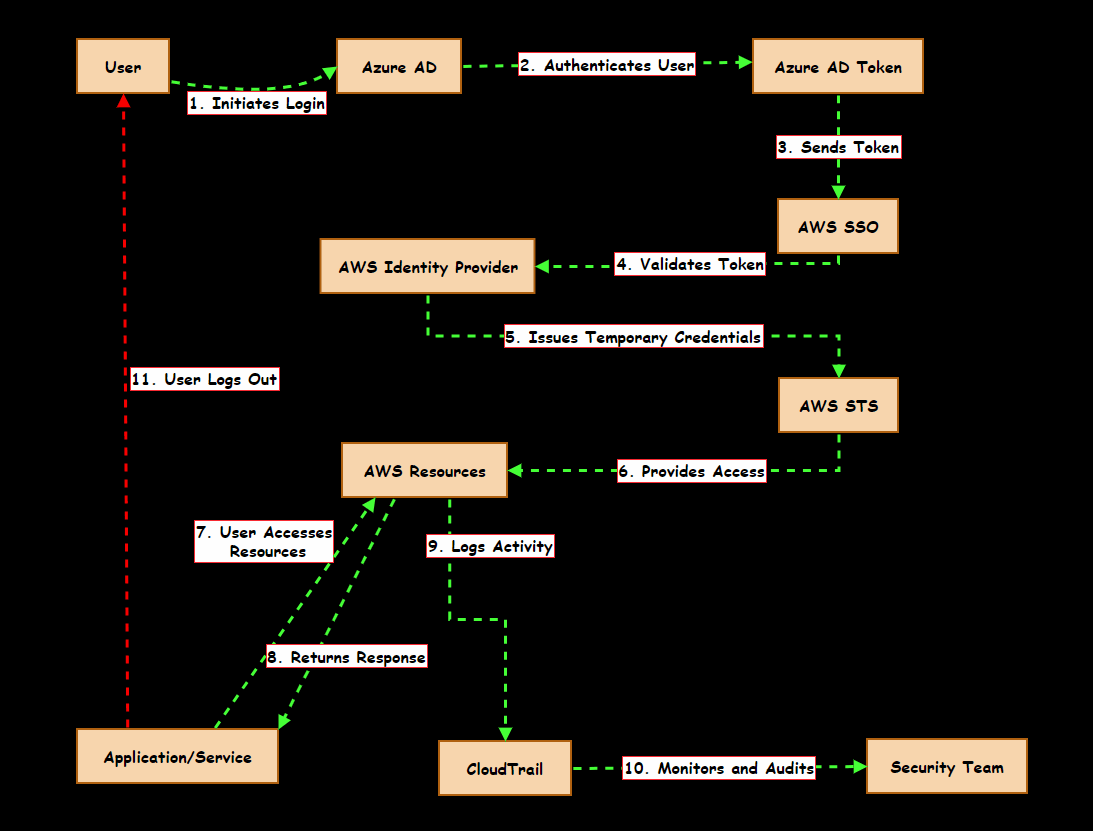 User
Azure AD
2. Authenticates User
Azure AD Token
1. Initiates Login
3. Sends Token
AWS SSO
AWS Identity Provider
4. Validates Token
5. Issues Temporary Credentials
11. User Logs Out
AWS STS
AWS Resources
6. Provides Access
7. User Accesses
Resources
9. Logs Activity
8. Returns Response
Application/Service
CloudTrail
10. Monitors and Audits
Security Team